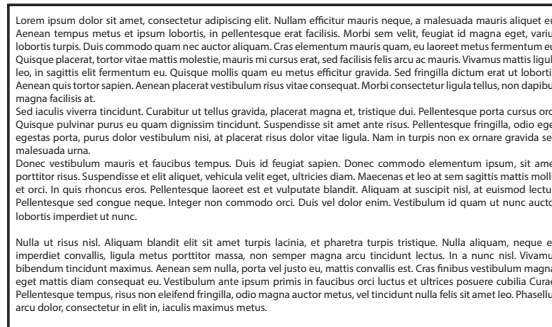 Lorem ipsum dolor sit amet, consectetur adipiscing elit. Nullam efficitur mauris neque, a malesuada mauris aliquet eu
Aenean tempus metus et ipsum lobortis, in pellentesque erat facilisis. Morbi sem velit, feugiat id magna eget, variu
lobortis turpis. Duis commodo quam nec auctor aliquam. Cras elementum mauris quam, eu laoreet metus fermentum eu
Quisque placerat, tortor vitae mattis molestie, mauris mi cursus erat, sed facilisis felis arcu ac mauris. Vivamus mattis ligul
leo, in sagittis elit fermentum eu. Quisque mollis quam eu metus efficitur gravida. Sed fringilla dictum erat ut loborti
Aenean quis tortor sapien. Aenean placerat vestibulum risus vitae consequat. Morbi consectetur ligula tellus, non dapibu
magna facilisis at.
Sed iaculis viverra tincidunt. Curabitur ut tellus gravida, placerat magna et, tristique dui. Pellentesque porta cursus orc
Quisque pulvinar purus eu quam dignissim tincidunt. Suspendisse sit amet ante risus. Pellentesque fringilla, odio ege
egestas porta, purus dolor vestibulum nisi, at placerat risus dolor vitae ligula. Nam in turpis non ex ornare gravida se
malesuada urna.
Donec vestibulum mauris et faucibus tempus. Duis id feugiat sapien. Donec commodo elementum ipsum, sit ame
porttitor risus. Suspendisse et elit aliquet, vehicula velit eget, ultricies diam. Maecenas et leo at sem sagittis mattis molli
et orci. In quis rhoncus eros. Pellentesque laoreet est et vulputate blandit. Aliquam at suscipit nisl, at euismod lectu
Pellentesque sed congue neque. Integer non commodo orci. Duis vel dolor enim. Vestibulum id quam ut nunc aucto
lobortis imperdiet ut nunc.
Nulla ut risus nisl. Aliquam blandit elit sit amet turpis lacinia, et pharetra turpis tristique. Nulla aliquam, neque e
imperdiet convallis, ligula metus porttitor massa, non semper magna arcu tincidunt lectus. In a nunc nisl. Vivamu
bibendum tincidunt maximus. Aenean sem nulla, porta vel justo eu, mattis convallis est. Cras finibus vestibulum magna
eget mattis diam consequat eu. Vestibulum ante ipsum primis in faucibus orci luctus et ultrices posuere cubilia Curae
Pellentesque tempus, risus non eleifend fringilla, odio magna auctor metus, vel tincidunt nulla felis sit amet leo. Phasellu
arcu dolor, consectetur in elit in, iaculis maximus metus.